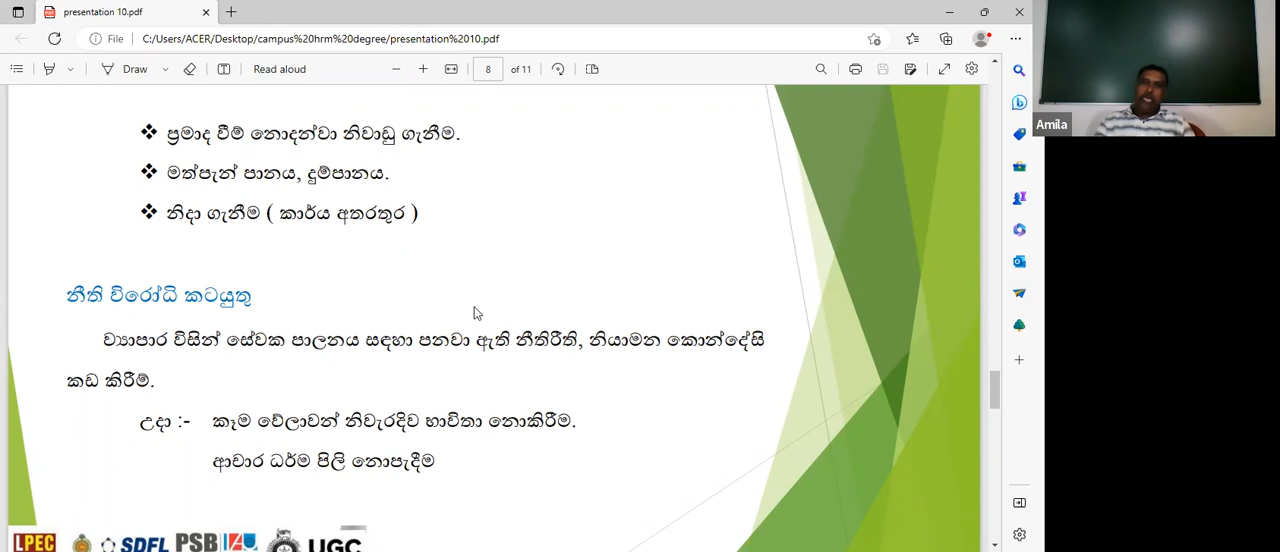 presentation 10.pdf
File
C:/Users/ACER/Desktop/campus%20hrm%20degree/presentation%2010.pdf
Draw
Read aloud
8
of 11
Amila
❖ ප්‍රමාද වීම් නොදන්වා නිවාඩු ගැනීම.
❖ මත්පැන් පානය, දුම්පානය.
❖ නිදා ගැනීම ( කාර්ය අතරතුර )
නීති විරෝධි කටයුතු
ව්‍යාපාර විසින් සේවක පාලනය සඳහා පනවා ඇති නීතිරීති, නියාමන කොන්දේසි
කඩ කිරීම්.
උදා :- කෑම වේලාවන් නිවැරදිව භාවිතා නොකිරීම.
ආචාර ධර්ම පිලි නොපැදීම
LPEC SDFL PSB UGC